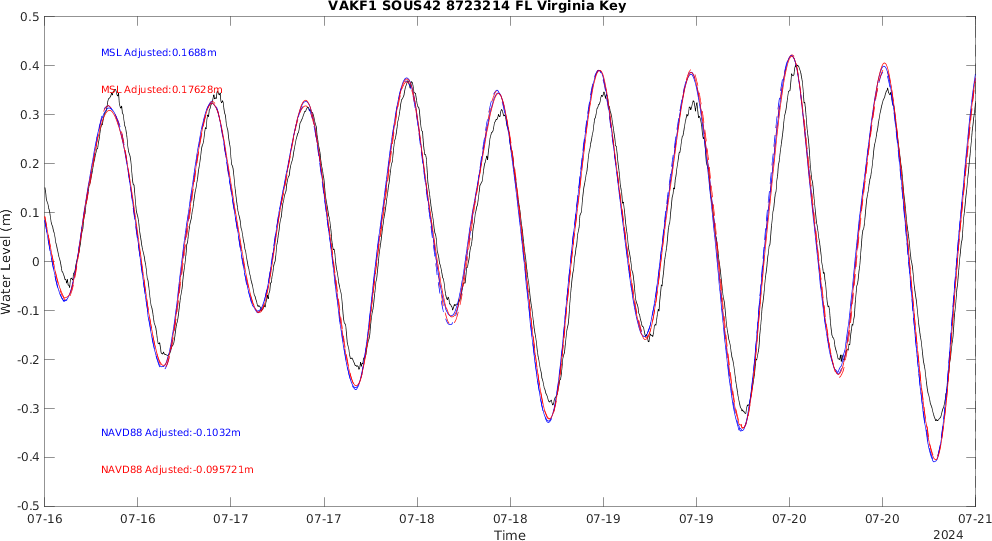 VAKF1 SOUS42 8723214 FL Virginia Key
MSL Adjusted:0.1688m
MSL Adjusted:0.17628m
NAVD88 Adjusted:-0.1032m
NAVD88 Adjusted:-0.095721m
Water Level (m)
0.5
0.4
0.3
0.2
0.1
0
-0.1
-0.2
-0.3
-0.4
-0.5
07-16 07-16 07-17 07-17 07-18 07-18 07-19 07-19 07-20 07-20 07-21
Time
2024